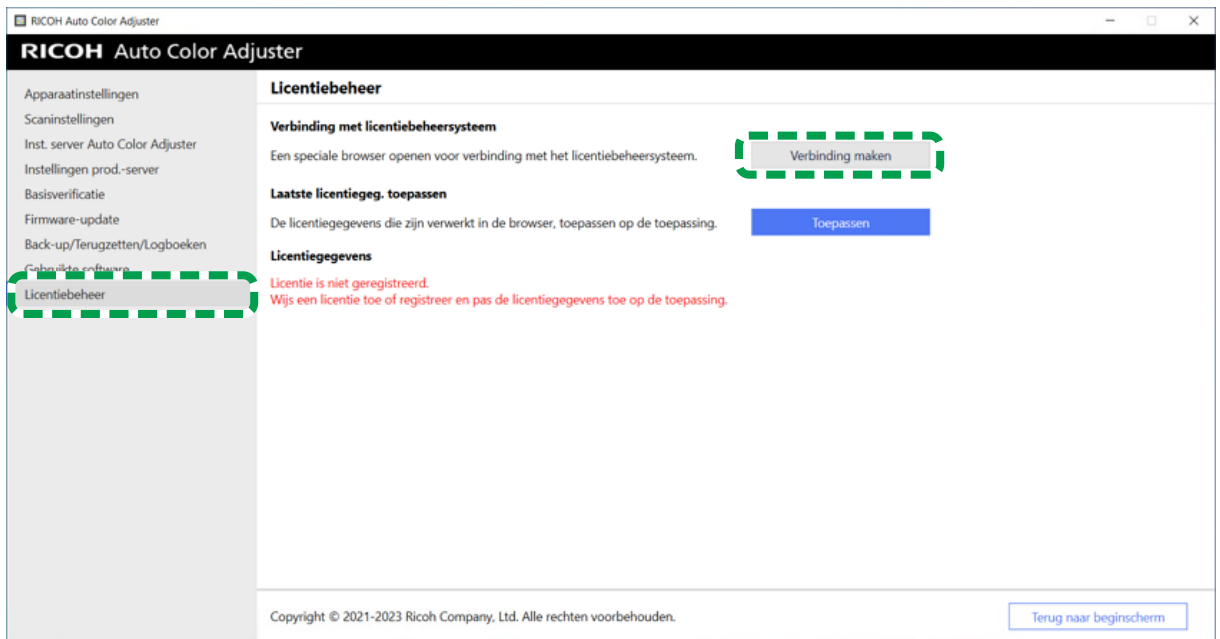 RICOH Auto Color Adjuster
RICOH Auto Color Adjuster
Apparaatinstellingen
Scaninstellingen
Inst. server Auto Color Adjuster
Instellingen prod.-server
Basisverificatie
Firmware-update
Back-up/Terugzetten/Logboeken
Gebruikte software
Licentiebeheer
Licentiebeheer
Verbinding met licentiebeheersysteem
Een speciale browser openen voor verbinding met het licentiebeheersysteem.
Verbinding maken
Laatste licentiegeg. toepassen
De licentiegegevens die zijn verwerkt in de browser, toepassen op de toepassing.
Toepassen
Licentiegegevens
Licentie is niet geregistreerd.
Wijs een licentie toe of registreer en pas de licentiegegevens toe op de toepassing.
Copyright © 2021-2023 Ricoh Company, Ltd. Alle rechten voorbehouden.
Terug naar beginscherm